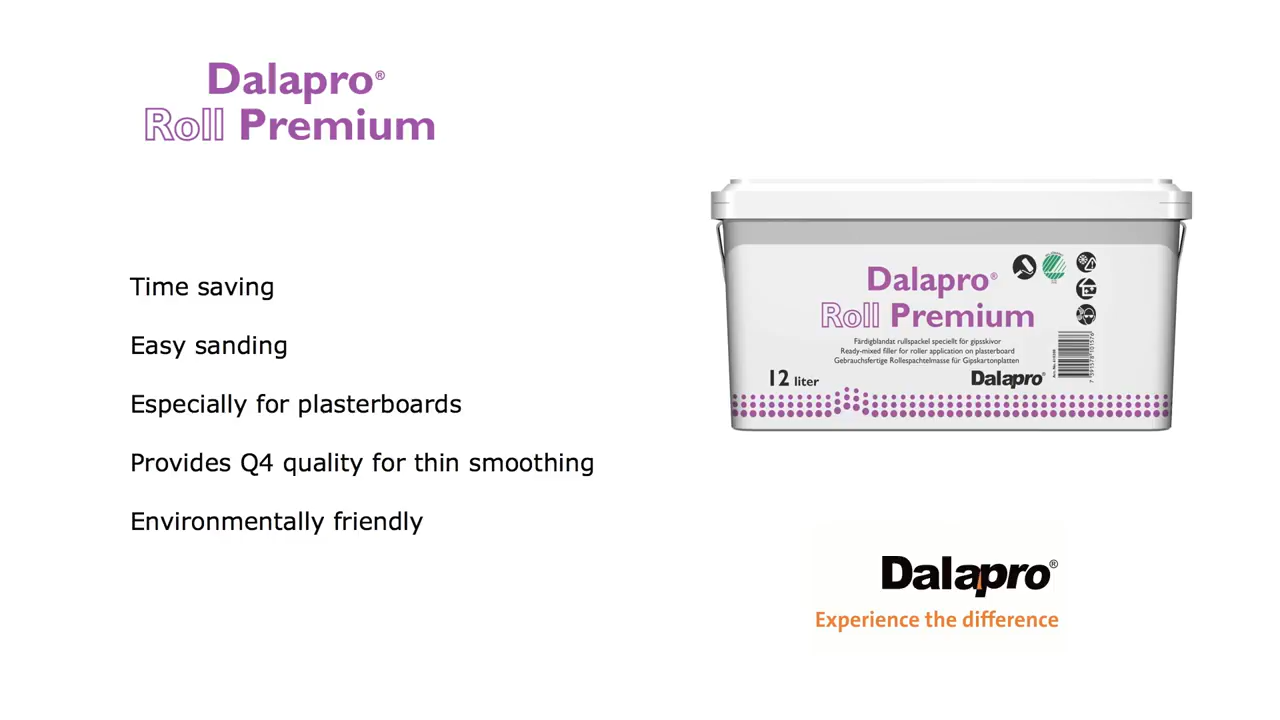 Dalapro®
Roll Premium
Time saving
Easy sanding
Especially for plasterboards
Provides Q4 quality for thin smoothing
Environmentally friendly
Dalapro®
Roll Premium
Färdigblandat rullspackel speciellt för gipsskivor
Ready-mixed filler for roller application on plasterboard
Gebrauchsfertige Rollespachtelmasse für Gipskartonplatten
12 liter
Dalapro®
Dalapro®
Experience the difference